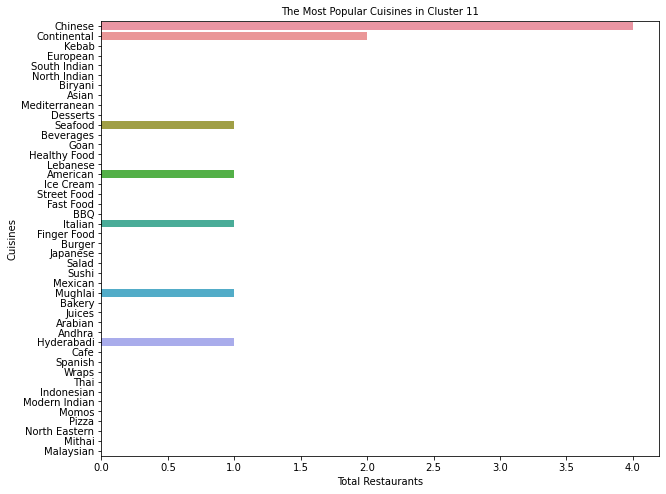 The Most Popular Cuisines in Cluster 11
Cuisines
Chinese
Continental
Kebab
European
South Indian
North Indian
Biryani
Asian
Mediterranean
Desserts
Seafood
Beverages
Goan
Healthy Food
Lebanese
American
Ice Cream
Street Food
Fast Food
BBQ
Italian
Finger Food
Burger
Japanese
Salad
Sushi
Mexican
Mughlai
Bakery
Juices
Arabian
Andhra
Hyderabadi
Cafe
Spanish
Wraps
Thai
Indonesian
Modern Indian
Momos
Pizza
North Eastern
Mithai
Malaysian
0.0 0.5 1.0 1.5 2.0 2.5 3.0 3.5 4.0
Total Restaurants